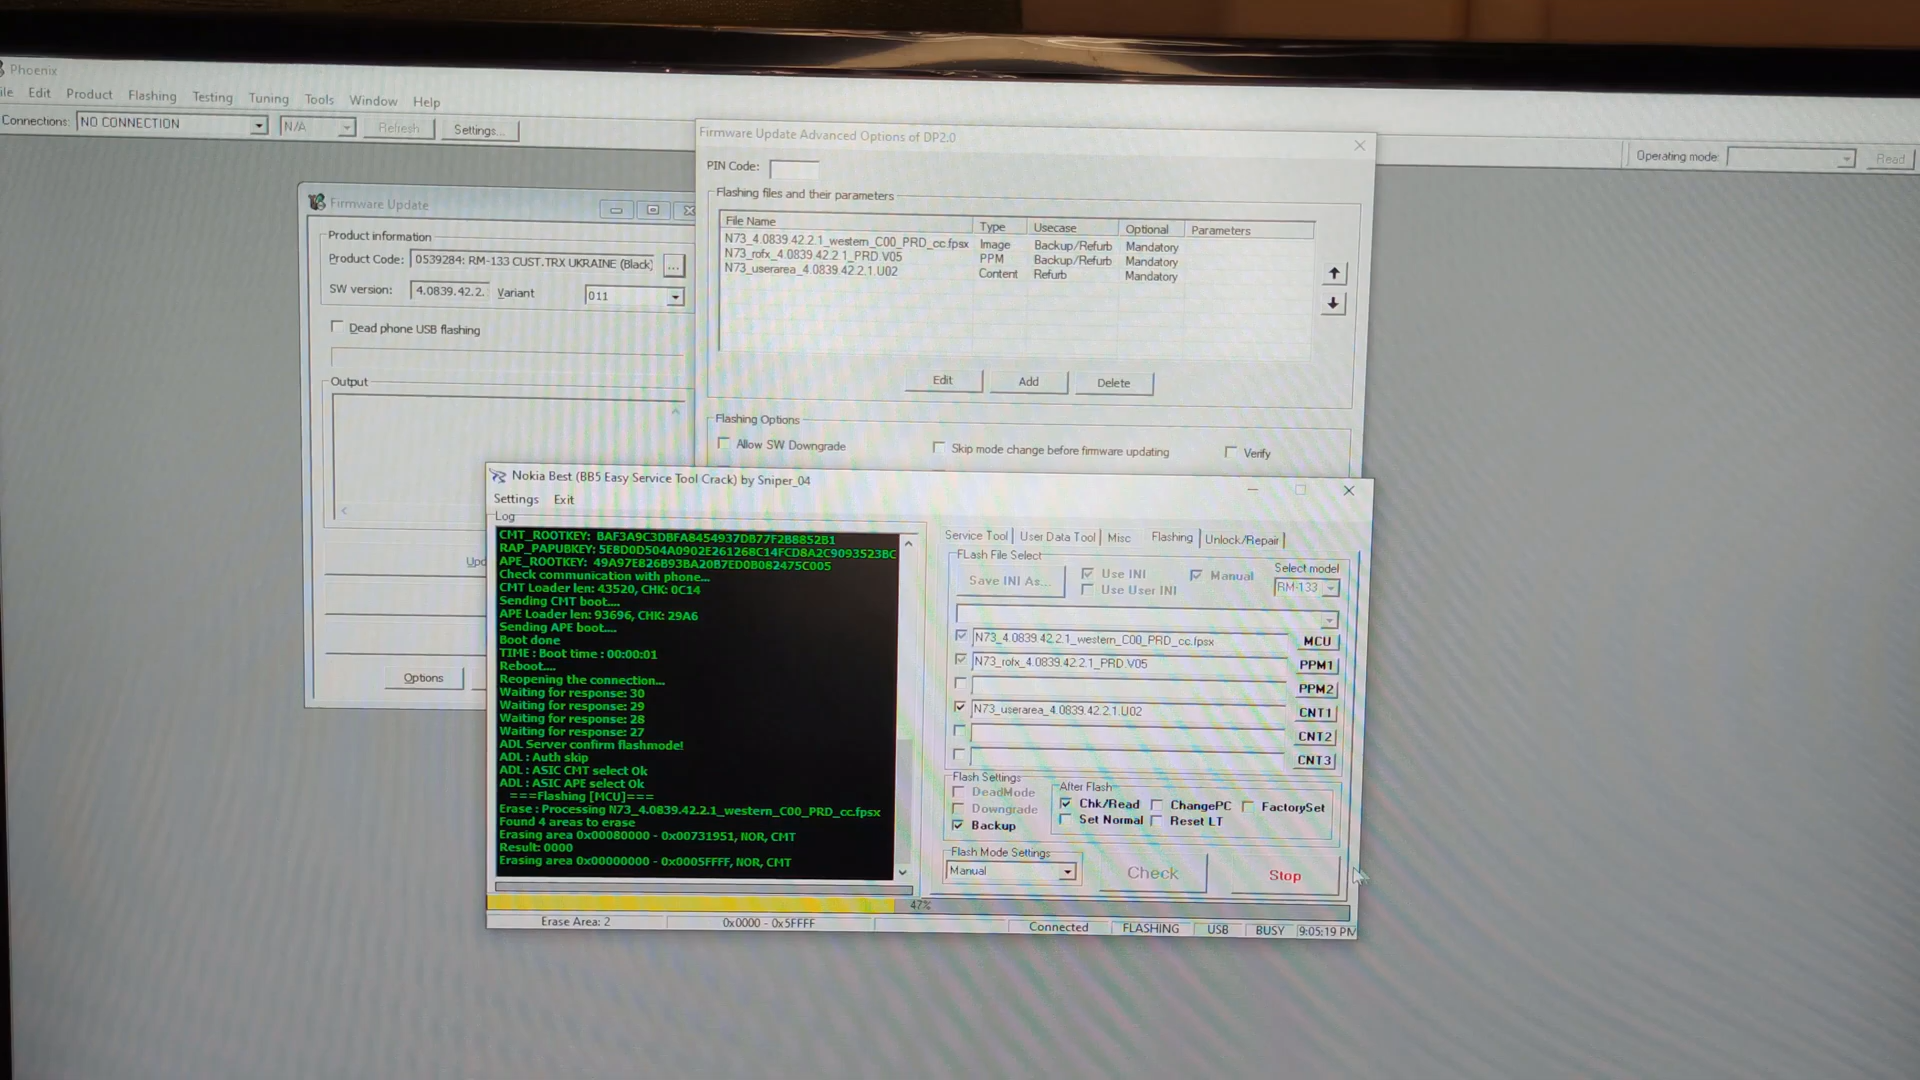 Phoenix
ile Edit Product Flashing Testing Tuning Tools Window Help
Connections: NO CONNECTION N/A Refresh Settings... Operating mode: Read
Firmware Update Advanced Options of DP2.0
PIN Code:
Flashing files and their parameters
File Name Type Usecase Optional Parameters
N73_4.0839.42.2.1_western_C00_PRD_cc.fpsx Image Backup/Refurb Mandatory
N73_rofx_4.0839.42.2.1_PRD.V05 PPM Backup/Refurb Mandatory
N73_userarea_4.0839.42.2.1.U02 Content Refurb Mandatory
Edit Add Delete
Flashing Options
Allow SW Downgrade Skip mode change before firmware updating Verify
Firmware Update
Product information
Product Code: 0539284: RM-133 CUST.TRX UKRAINE (Black) ...
SW version: 4.0839.42.2. Variant 011
Dead phone USB flashing
Output
Upd
Options
Nokia Best (BB5 Easy Service Tool Crack) by Sniper_04
Settings Exit
Log
CMT_ROOTKEY: BAF3A9C3DBFA8454937DB77F2B8852B1
RAP_PAPUBKEY: 5E8D0D504A0902E261268C14FCD8A2C9093523BC
APE_ROOTKEY: 49A97E826B93BA20B7ED0B082475C005
Check communication with phone...
CMT Loader len: 43520, CHK: 0C14
Sending CMT boot....
APE Loader len: 93696, CHK: 29A6
Sending APE boot....
Boot done
TIME : Boot time : 00:00:01
Reboot....
Reopening the connection...
Waiting for response: 30
Waiting for response: 29
Waiting for response: 28
Waiting for response: 27
ADL Server confirm flashmode!
ADL : Auth skip
ADL : ASIC CMT select Ok
ADL : ASIC APE select Ok
===Flashing [MCU]===
Erase : Processing N73_4.0839.42.2.1_western_C00_PRD_cc.fpsx
Found 4 areas to erase
Erasing area 0x00080000 - 0x00731951, NOR, CMT
Result: 0000
Erasing area 0x00000000 - 0x0005FFFF, NOR, CMT
Service Tool User Data Tool Misc Flashing Unlock/Repair
FLash File Select
Save INI As... Use INI Manual Select model
Use User INI RM-133
N73_4.0839.42.2.1_western_C00_PRD_cc.fpsx MCU
N73_rofx_4.0839.42.2.1_PRD.V05 PPM1
PPM2
N73_userarea_4.0839.42.2.1.U02 CNT1
CNT2
CNT3
Flash Settings
DeadMode
Downgrade
Backup
After Flash
Chk/Read ChangePC FactorySet
Set Normal Reset LT
Flash Mode Settings
Manual
Check Stop
47%
Erase Area: 2 0x0000 - 0x5FFFF Connected FLASHING USB BUSY 9:05:19 PM